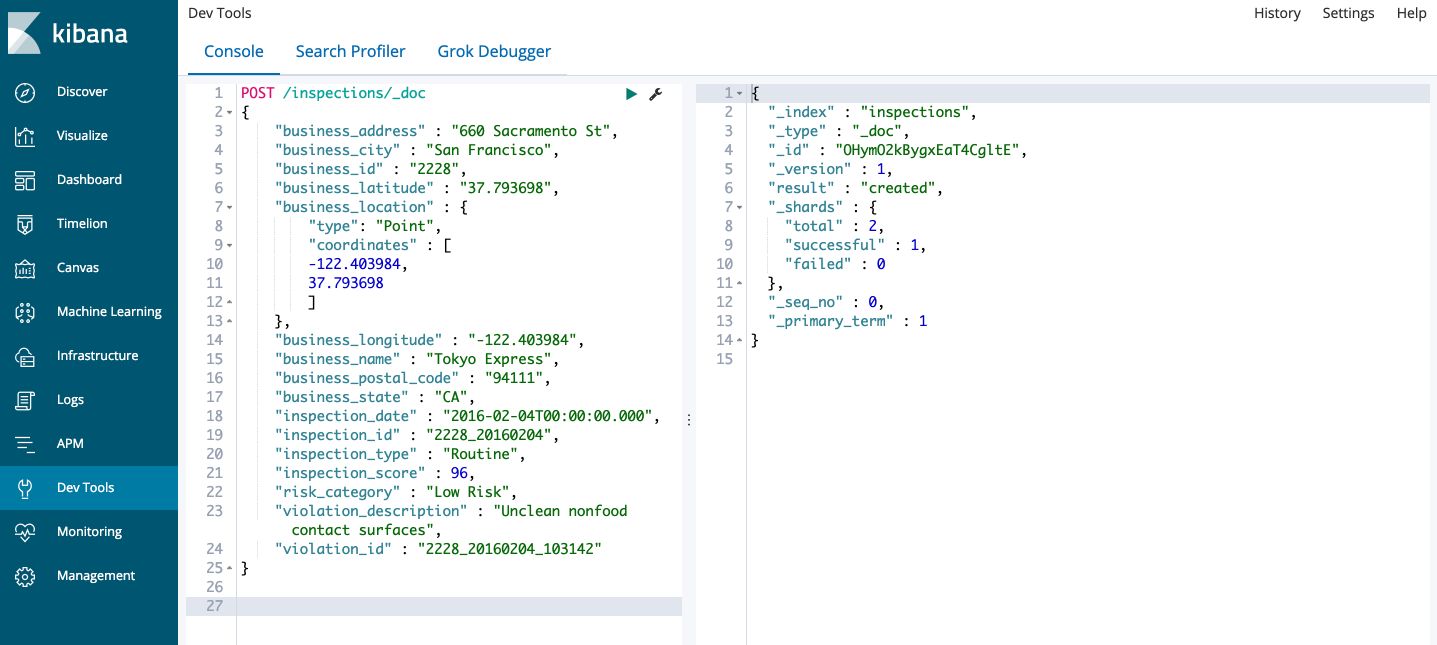 kibana
Discover
Visualize
Dashboard
Timelion
Canvas
Machine Learning
Infrastructure
Logs
APM
Dev Tools
Monitoring
Management
Dev Tools
History Settings Help
Console Search Profiler Grok Debugger
1 POST /inspections/_doc
2 {
3 "business_address" : "660 Sacramento St",
4 "business_city" : "San Francisco",
5 "business_id" : "2228",
6 "business_latitude" : "37.793698",
7 "business_location" : {
8 "type": "Point",
9 "coordinates" : [
10 -122.403984,
11 37.793698
12 ]
13 },
14 "business_longitude" : "-122.403984",
15 "business_name" : "Tokyo Express",
16 "business_postal_code" : "94111",
17 "business_state" : "CA",
18 "inspection_date" : "2016-02-04T00:00:00.000",
19 "inspection_id" : "2228_20160204",
20 "inspection_type" : "Routine",
21 "inspection_score" : 96,
22 "risk_category" : "Low Risk",
23 "violation_description" : "Unclean nonfood
contact surfaces",
24 "violation_id" : "2228_20160204_103142"
25 }
26
27
1 {
2 "_index" : "inspections",
3 "_type" : "_doc",
4 "_id" : "OHymO2kBygxEaT4CgltE",
5 "_version" : 1,
6 "result" : "created",
7 "_shards" : {
8 "total" : 2,
9 "successful" : 1,
10 "failed" : 0
11 },
12 "_seq_no" : 0,
13 "_primary_term" : 1
14 }
15